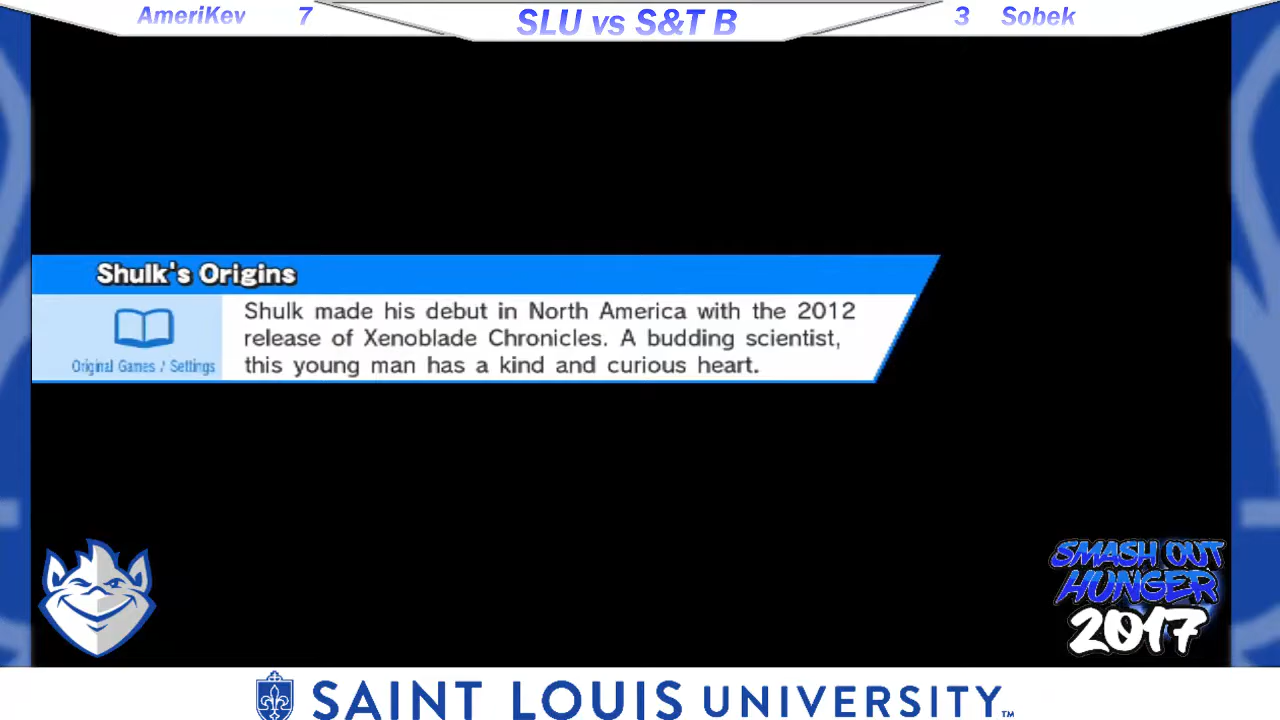 AmeriKev 7 SLU vs S&T B 3 Sobek
Shulk's Origins
Shulk made his debut in North America with the 2012
release of Xenoblade Chronicles. A budding scientist,
this young man has a kind and curious heart.
Original Games / Settings
SMASH OUT
HUNGER
2017
SAINT LOUIS UNIVERSITY™